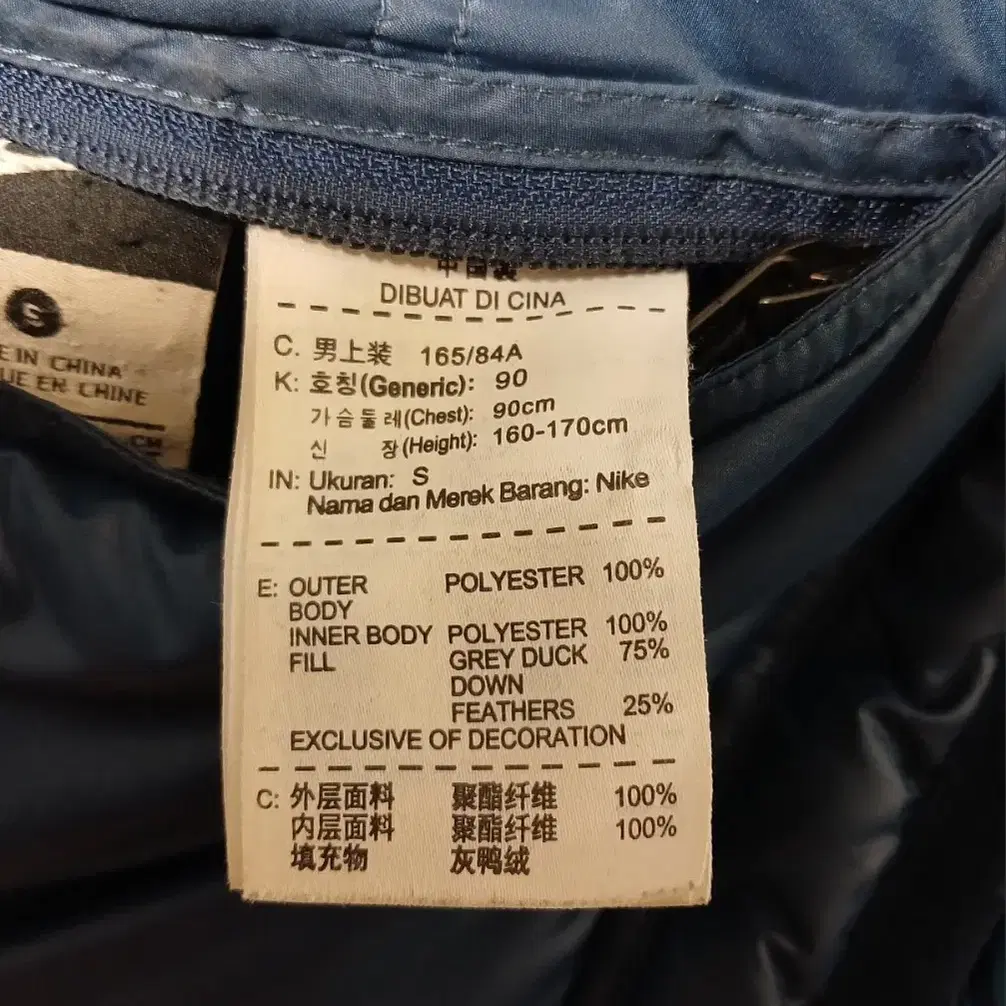 S
E IN CHINA
UE EN CHINE
CH
中国装
DIBUAT DI CINA
C. 男上装 165/84A
K: 호칭(Generic): 90
가슴둘레(Chest): 90cm
신 장(Height): 160-170cm
IN: Ukuran: S
Nama dan Merek Barang: Nike
E: OUTER BODY POLYESTER 100%
INNER BODY POLYESTER 100%
FILL GREY DUCK DOWN 75%
FEATHERS 25%
EXCLUSIVE OF DECORATION
C: 外层面料 聚酯纤维 100%
内层面料 聚酯纤维 100%
填充物 灰鸭绒